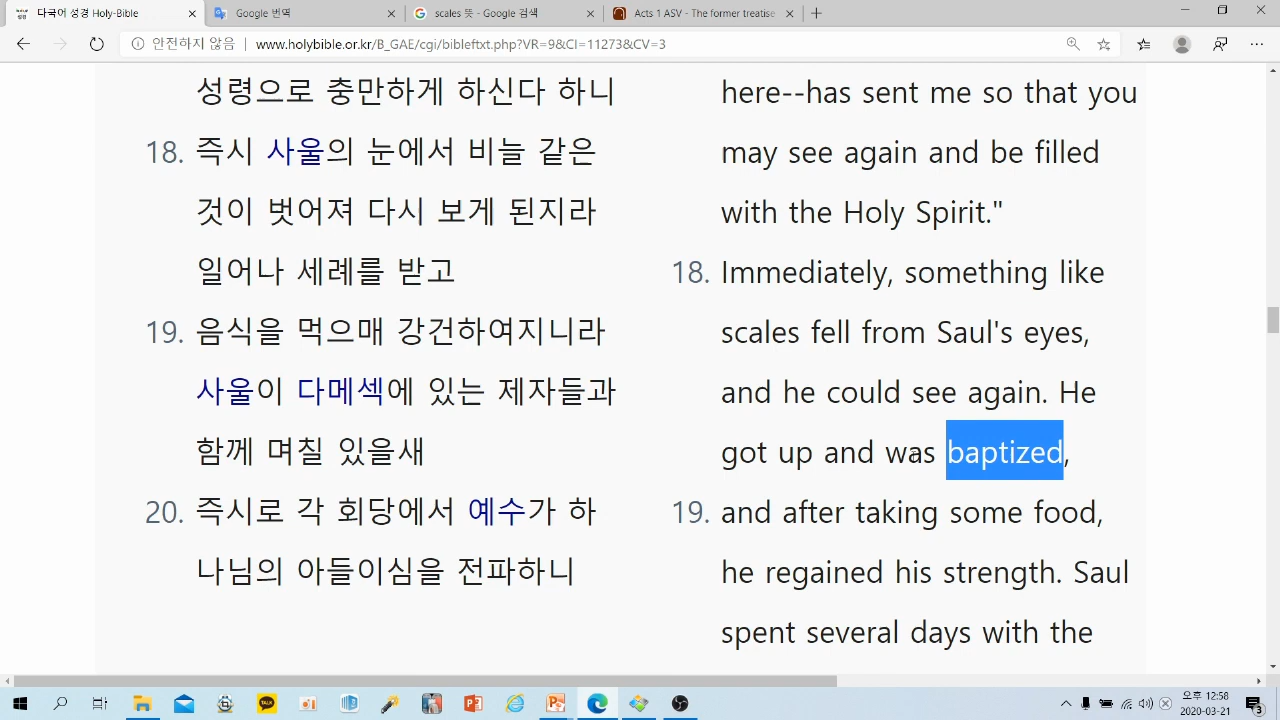 다국어 성경 Holy-Bible
Google 번역
scales 뜻 - Google 검색
Acts 1 ASV - The former treatise
안전하지 않음
www.holybible.or.kr/B_GAE/cgi/bibleftxt.php?VR=9&CI=11273&CV=3
성령으로 충만하게 하신다 하니
18. 즉시 사울의 눈에서 비늘 같은
것이 벗어져 다시 보게 된지라
일어나 세례를 받고
19. 음식을 먹으매 강건하여지니라
사울이 다메섹에 있는 제자들과
함께 며칠 있을새
20. 즉시로 각 회당에서 예수가 하
나님의 아들이심을 전파하니
here--has sent me so that you
may see again and be filled
with the Holy Spirit."
18. Immediately, something like
scales fell from Saul's eyes,
and he could see again. He
got up and was baptized,
19. and after taking some food,
he regained his strength. Saul
spent several days with the
오후 12:58
2020-03-21